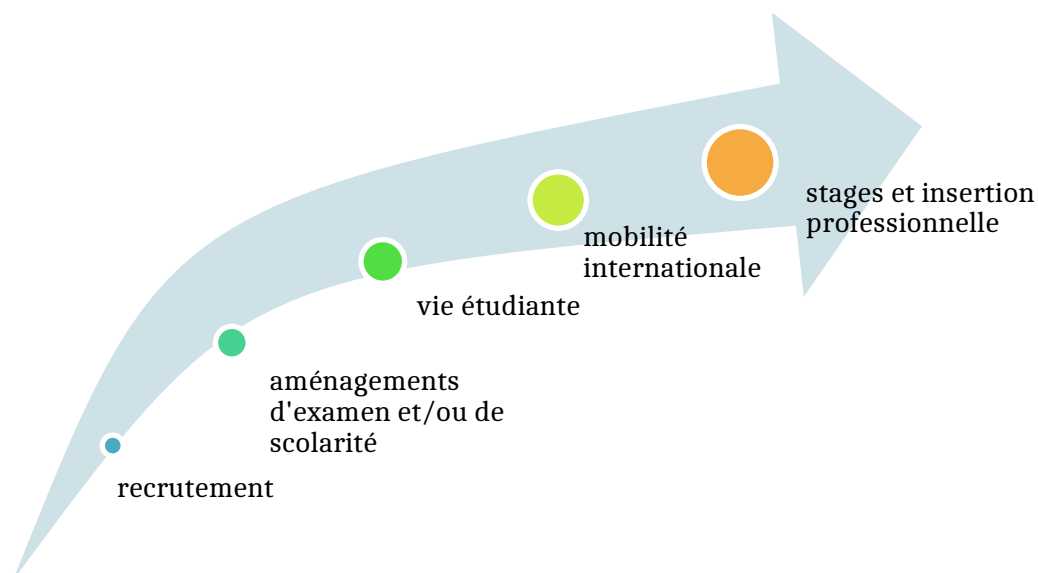 recrutement
aménagements
d'examen et/ou de
scolarité
vie étudiante
mobilité
internationale
stages et insertion
professionnelle